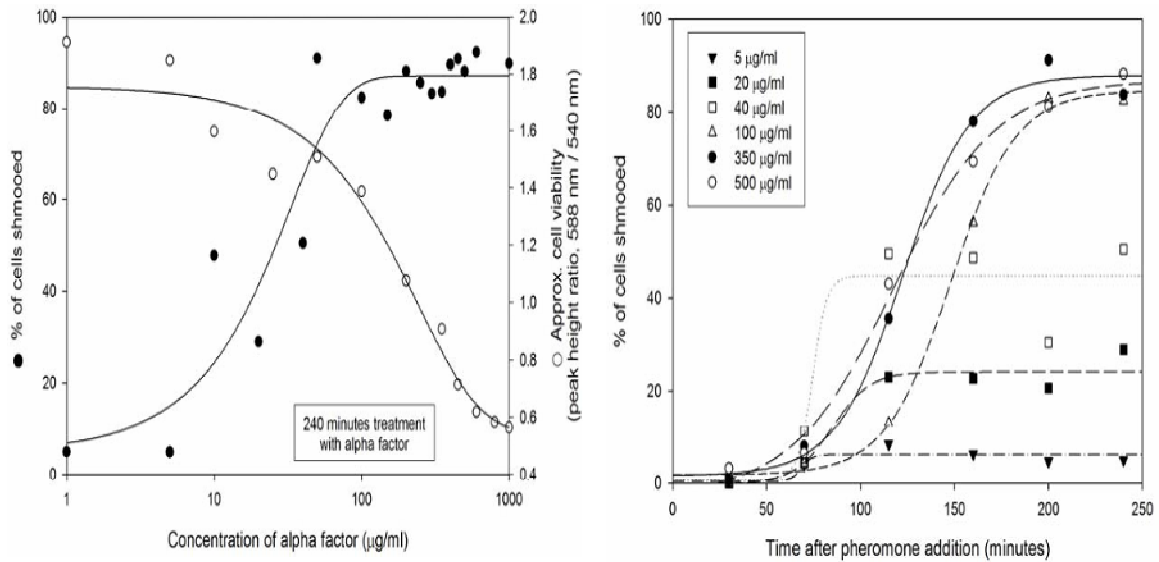 100
80
60
40
20
0
% of cells shmooed
2.0
1.8
1.6
1.4
1.2
1.0
0.8
0.6
0.4
Approx. cell viability
(peak height ratio, 588 nm / 540 nm)
240 minutes treatment
with alpha factor
1 10 100 1000
Concentration of alpha factor (µg/ml)
100
80
60
40
20
0
% of cells shmooed
5 µg/ml
20 µg/ml
40 µg/ml
100 µg/ml
350 µg/ml
500 µg/ml
0 50 100 150 200 250
Time after pheromone addition (minutes)